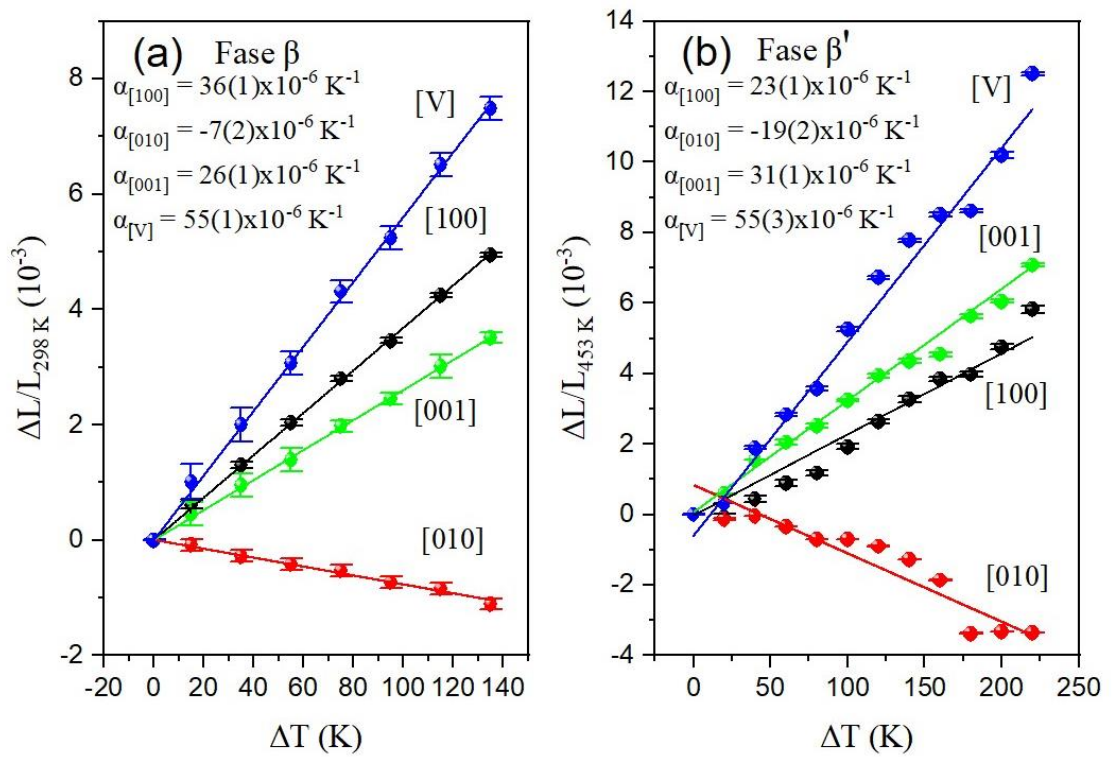 (a) Fase β
α[100] = 36(1)x10⁻⁶ K⁻¹
α[010] = -7(2)x10⁻⁶ K⁻¹
α[001] = 26(1)x10⁻⁶ K⁻¹
α[V] = 55(1)x10⁻⁶ K⁻¹
[V]
[100]
[001]
[010]
8
6
4
2
0
-2
-20 0 20 40 60 80 100 120 140
ΔL/L298 K (10⁻³)
ΔT (K)
(b) Fase β'
α[100] = 23(1)x10⁻⁶ K⁻¹
α[010] = -19(2)x10⁻⁶ K⁻¹
α[001] = 31(1)x10⁻⁶ K⁻¹
α[V] = 55(3)x10⁻⁶ K⁻¹
[V]
[001]
[100]
[010]
14
12
10
8
6
4
2
0
-2
-4
0 50 100 150 200 250
ΔL/L453 K (10⁻³)
ΔT (K)